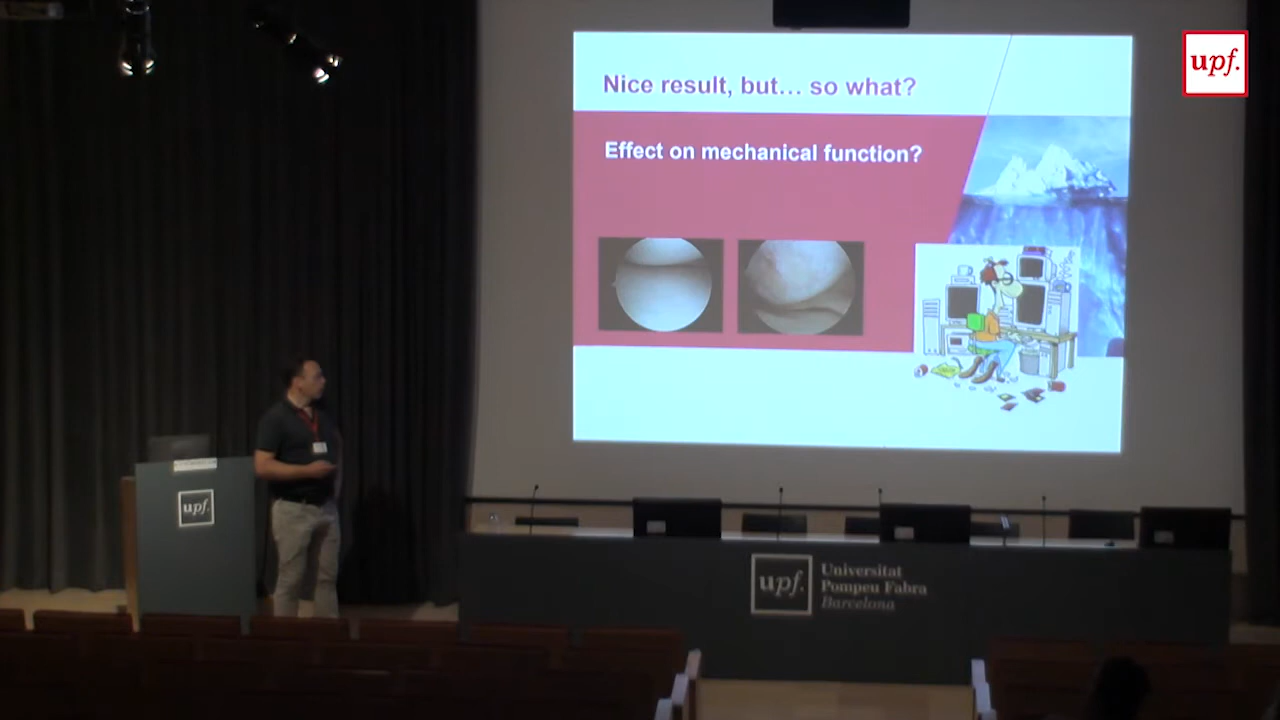 upf.
Nice result, but... so what?
Effect on mechanical function?
upf.
upf.
Universitat
Pompeu Fabra
Barcelona